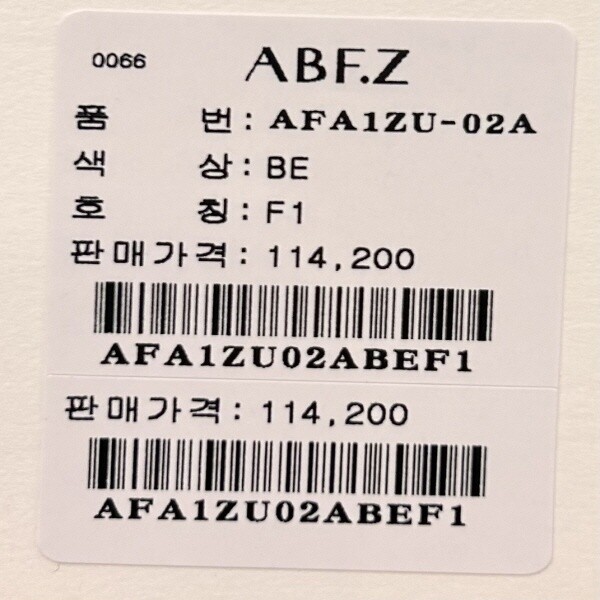 0066 ABF.Z
품 번: AFA1ZU-02A
색 상: BE
호 칭: F1
판매가격: 114,200
AFA1ZU02ABEF1
판매가격: 114,200
AFA1ZU02ABEF1